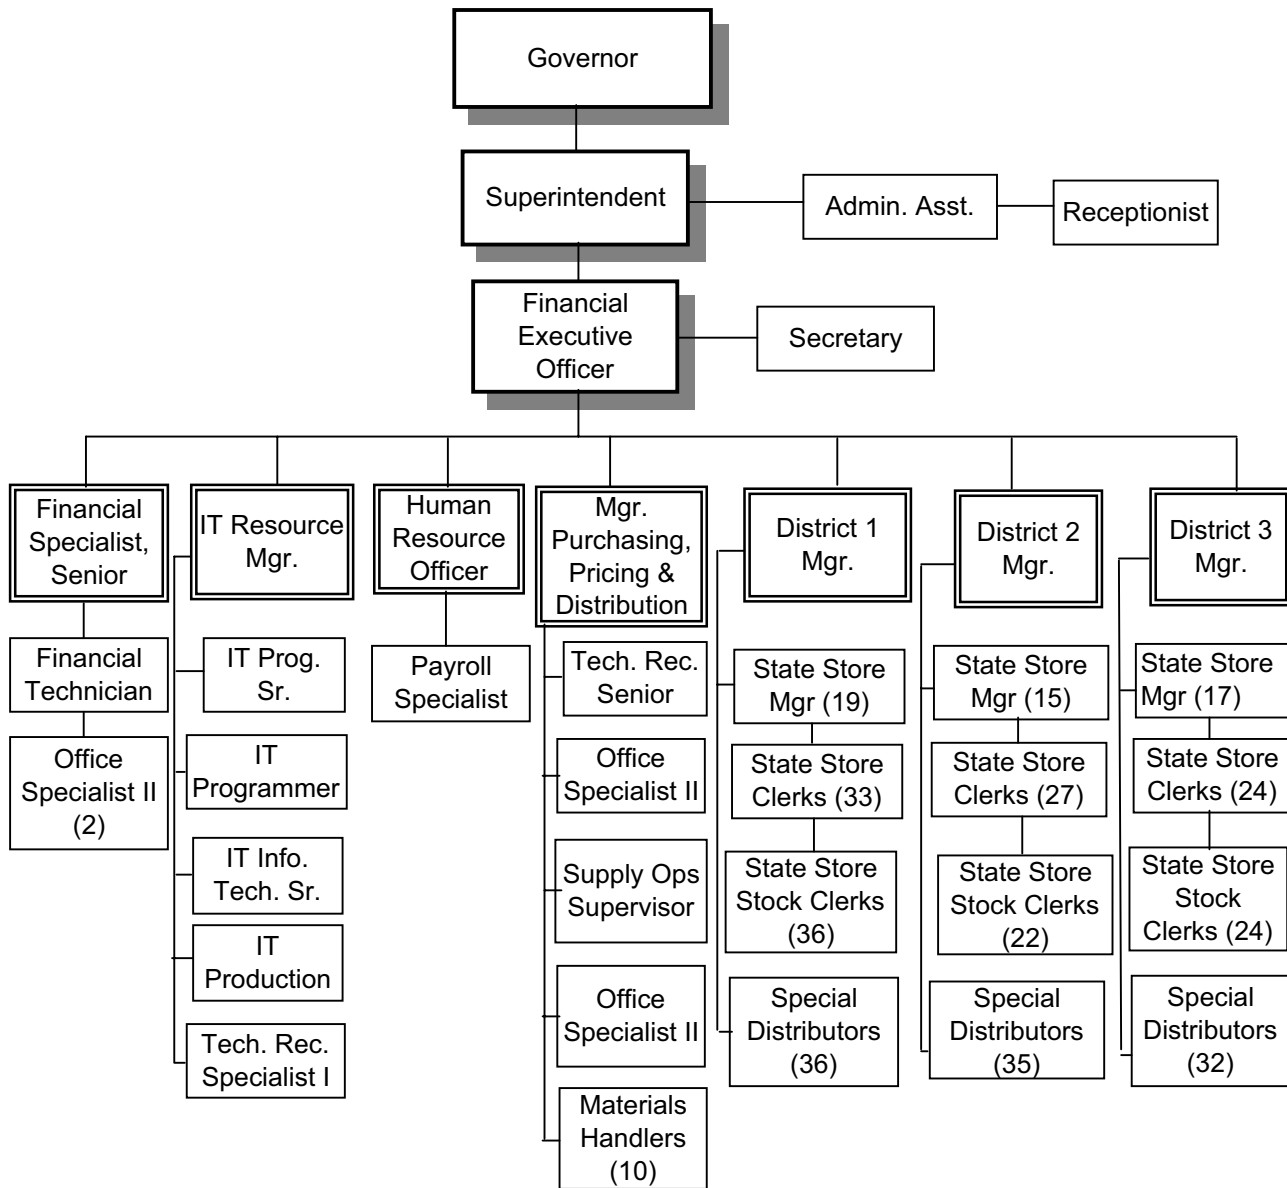 Governor
Superintendent
Admin. Asst.
Receptionist
Financial
Executive
Officer
Secretary
Financial
Specialist,
Senior
IT Resource
Mgr.
Human
Resource
Officer
Mgr.
Purchasing,
Pricing &
Distribution
District 1
Mgr.
District 2
Mgr.
District 3
Mgr.
Financial
Technician
Office
Specialist II
(2)
IT Prog.
Sr.
IT
Programmer
IT Info.
Tech. Sr.
IT
Production
Tech. Rec.
Specialist I
Payroll
Specialist
Tech. Rec.
Senior
Office
Specialist II
Supply Ops
Supervisor
Office
Specialist II
Materials
Handlers
(10)
State Store
Mgr (19)
State Store
Clerks (33)
State Store
Stock Clerks
(36)
Special
Distributors
(36)
State Store
Mgr (15)
State Store
Clerks (27)
State Store
Stock Clerks
(22)
Special
Distributors
(35)
State Store
Mgr (17)
State Store
Clerks (24)
State Store
Stock
Clerks (24)
Special
Distributors
(32)